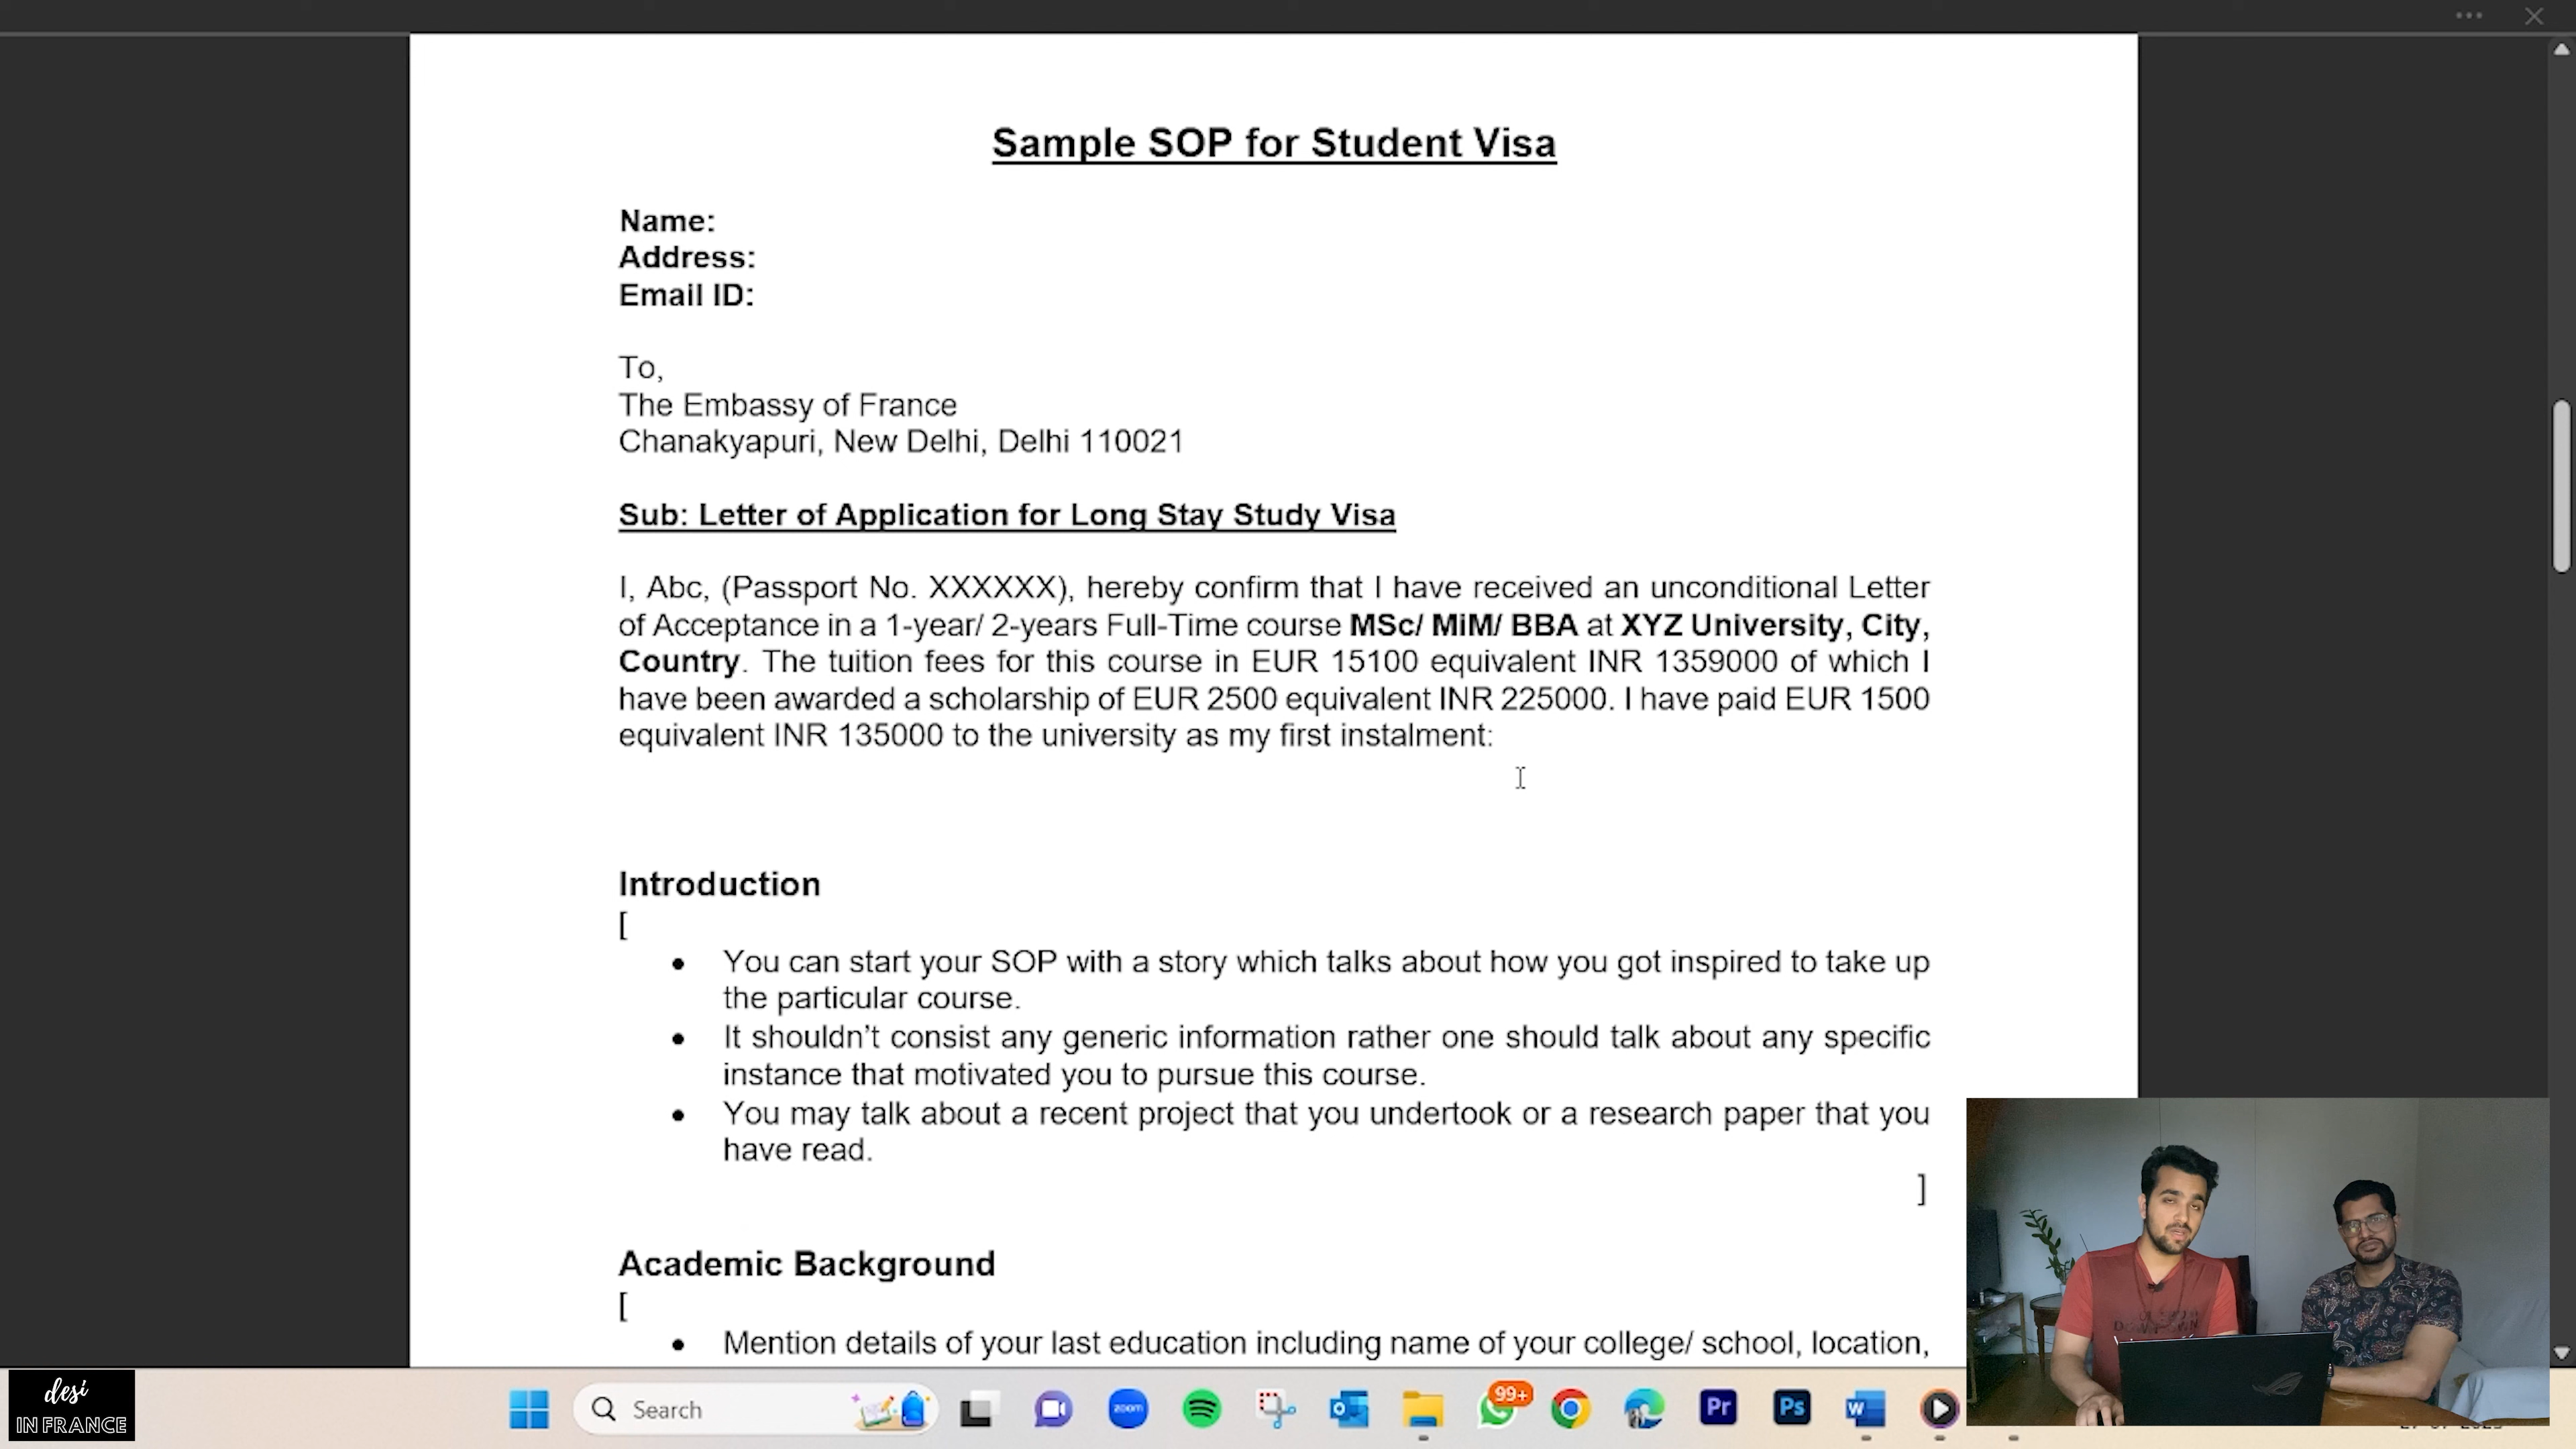 Sample SOP for Student Visa
Name:
Address:
Email ID:
To,
The Embassy of France
Chanakyapuri, New Delhi, Delhi 110021
Sub: Letter of Application for Long Stay Study Visa
I, Abc, (Passport No. XXXXXX), hereby confirm that I have received an unconditional Letter
of Acceptance in a 1-year/ 2-years Full-Time course MSc/ MiM/ BBA at XYZ University, City,
Country. The tuition fees for this course in EUR 15100 equivalent INR 1359000 of which I
have been awarded a scholarship of EUR 2500 equivalent INR 225000. I have paid EUR 1500
equivalent INR 135000 to the university as my first instalment:
Introduction
[
• You can start your SOP with a story which talks about how you got inspired to take up
the particular course.
• It shouldn’t consist any generic information rather one should talk about any specific
instance that motivated you to pursue this course.
• You may talk about a recent project that you undertook or a research paper that you
have read.
]
Academic Background
[
• Mention details of your last education including name of your college/ school, location,
desi
IN FRANCE
Search
zoom
99+
Pr
Ps
W